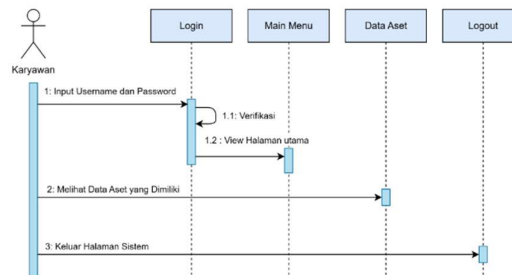 Login
Main Menu
Data Aset
Logout
Karyawan
1: Input Username dan Password
1.1: Verifikasi
1.2 : View Halaman utama
2: Melihat Data Aset yang Dimiliki
3: Keluar Halaman Sistem